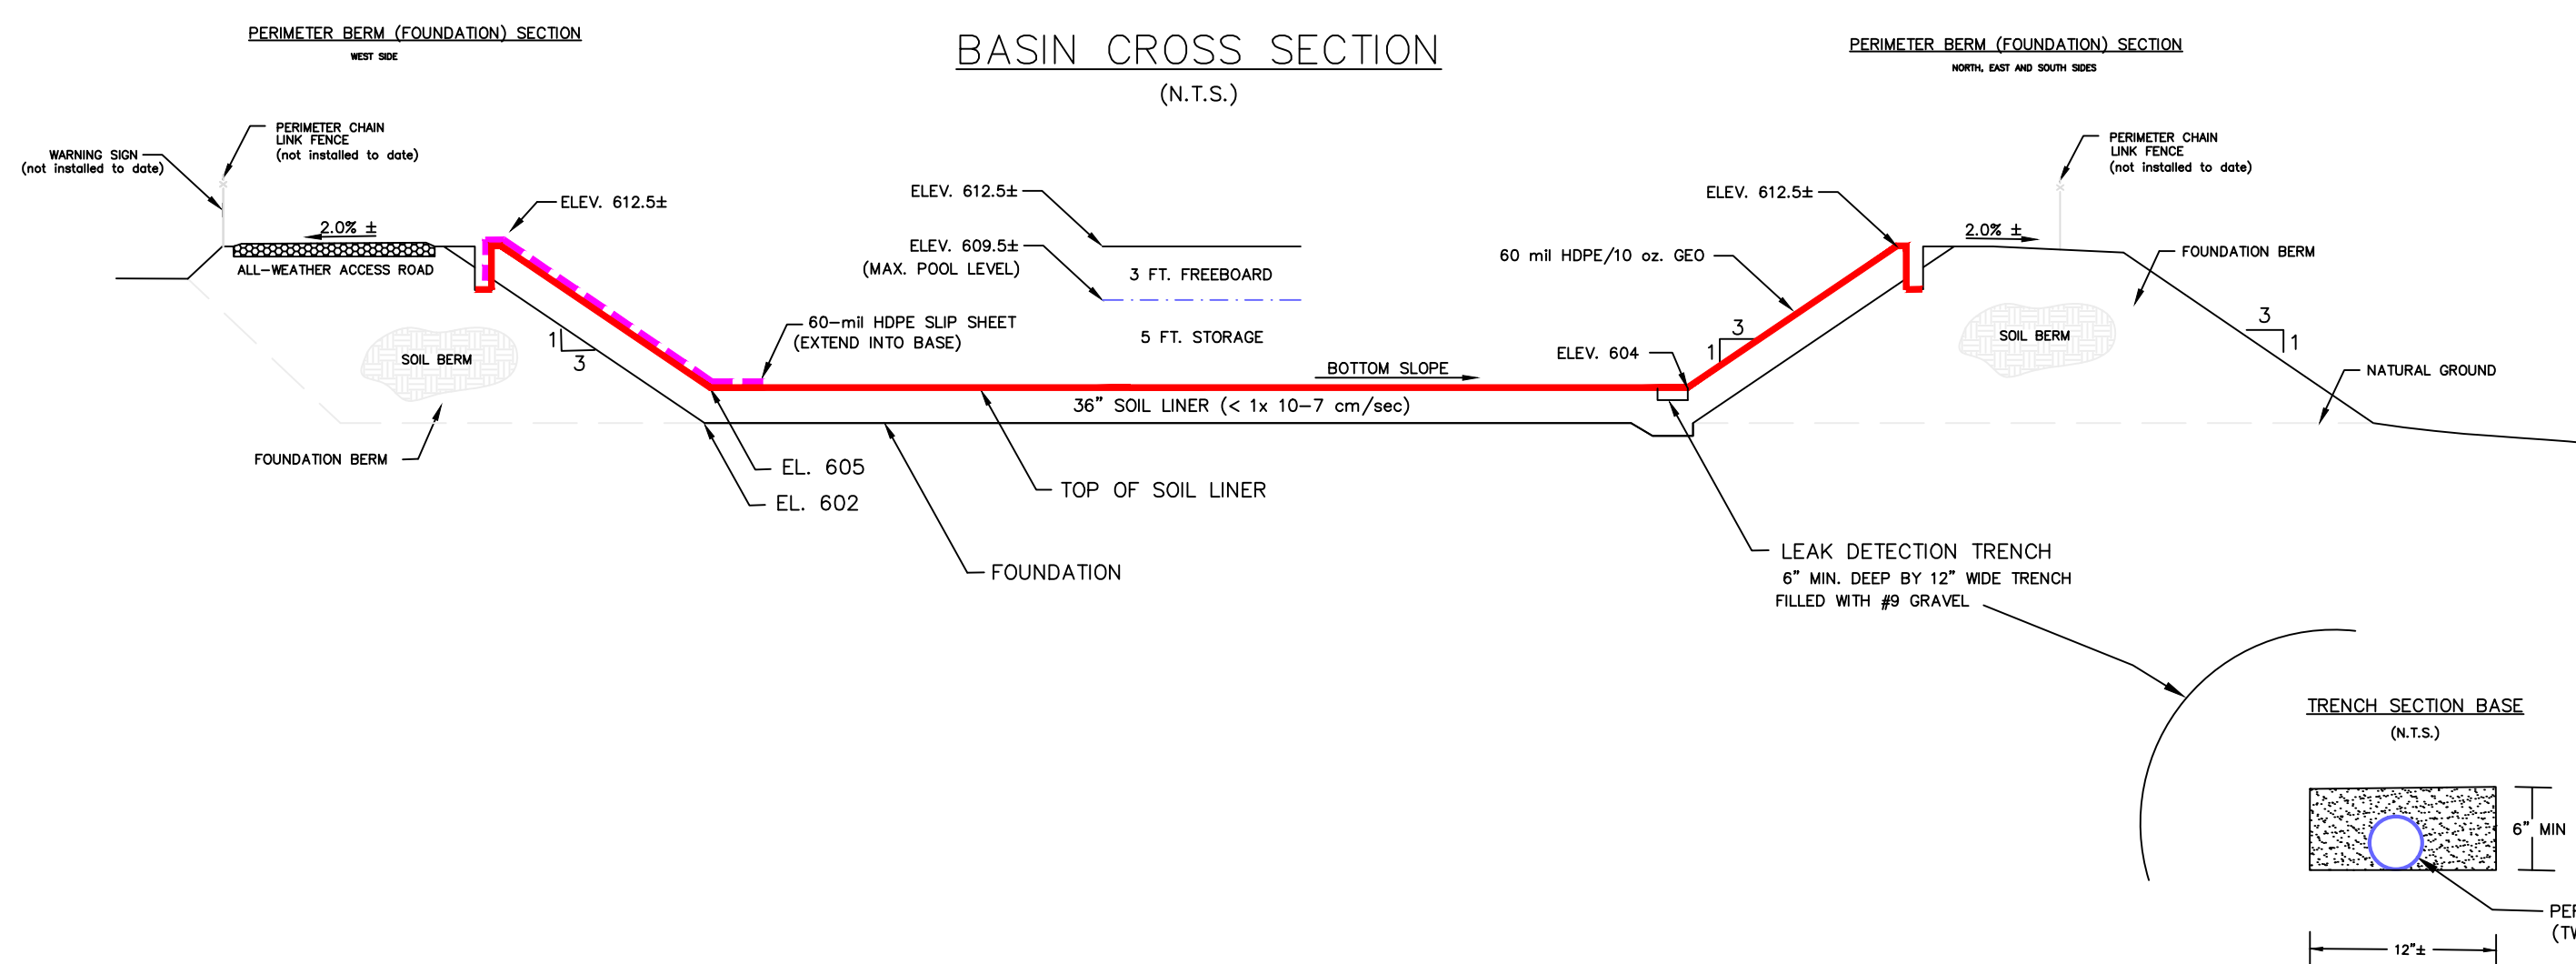 PERIMETER BERM (FOUNDATION) SECTION
WEST SIDE
BASIN CROSS SECTION
(N.T.S.)
PERIMETER BERM (FOUNDATION) SECTION
NORTH, EAST AND SOUTH SIDES
WARNING SIGN
(not installed to date)
PERIMETER CHAIN
LINK FENCE
(not installed to date)
2.0% ±
ALL-WEATHER ACCESS ROAD
ELEV. 612.5±
SOIL BERM
1
3
FOUNDATION BERM
60-mil HDPE SLIP SHEET
(EXTEND INTO BASE)
ELEV. 612.5±
ELEV. 609.5±
(MAX. POOL LEVEL)
3 FT. FREEBOARD
5 FT. STORAGE
BOTTOM SLOPE
36" SOIL LINER (< 1x 10-7 cm/sec)
EL. 605
EL. 602
TOP OF SOIL LINER
FOUNDATION
ELEV. 612.5±
60 mil HDPE/10 oz. GEO
ELEV. 604
3
1
PERIMETER CHAIN
LINK FENCE
(not installed to date)
2.0% ±
FOUNDATION BERM
SOIL BERM
3
1
NATURAL GROUND
LEAK DETECTION TRENCH
6" MIN. DEEP BY 12" WIDE TRENCH
FILLED WITH #9 GRAVEL
TRENCH SECTION BASE
(N.T.S.)
6" MIN
12"±